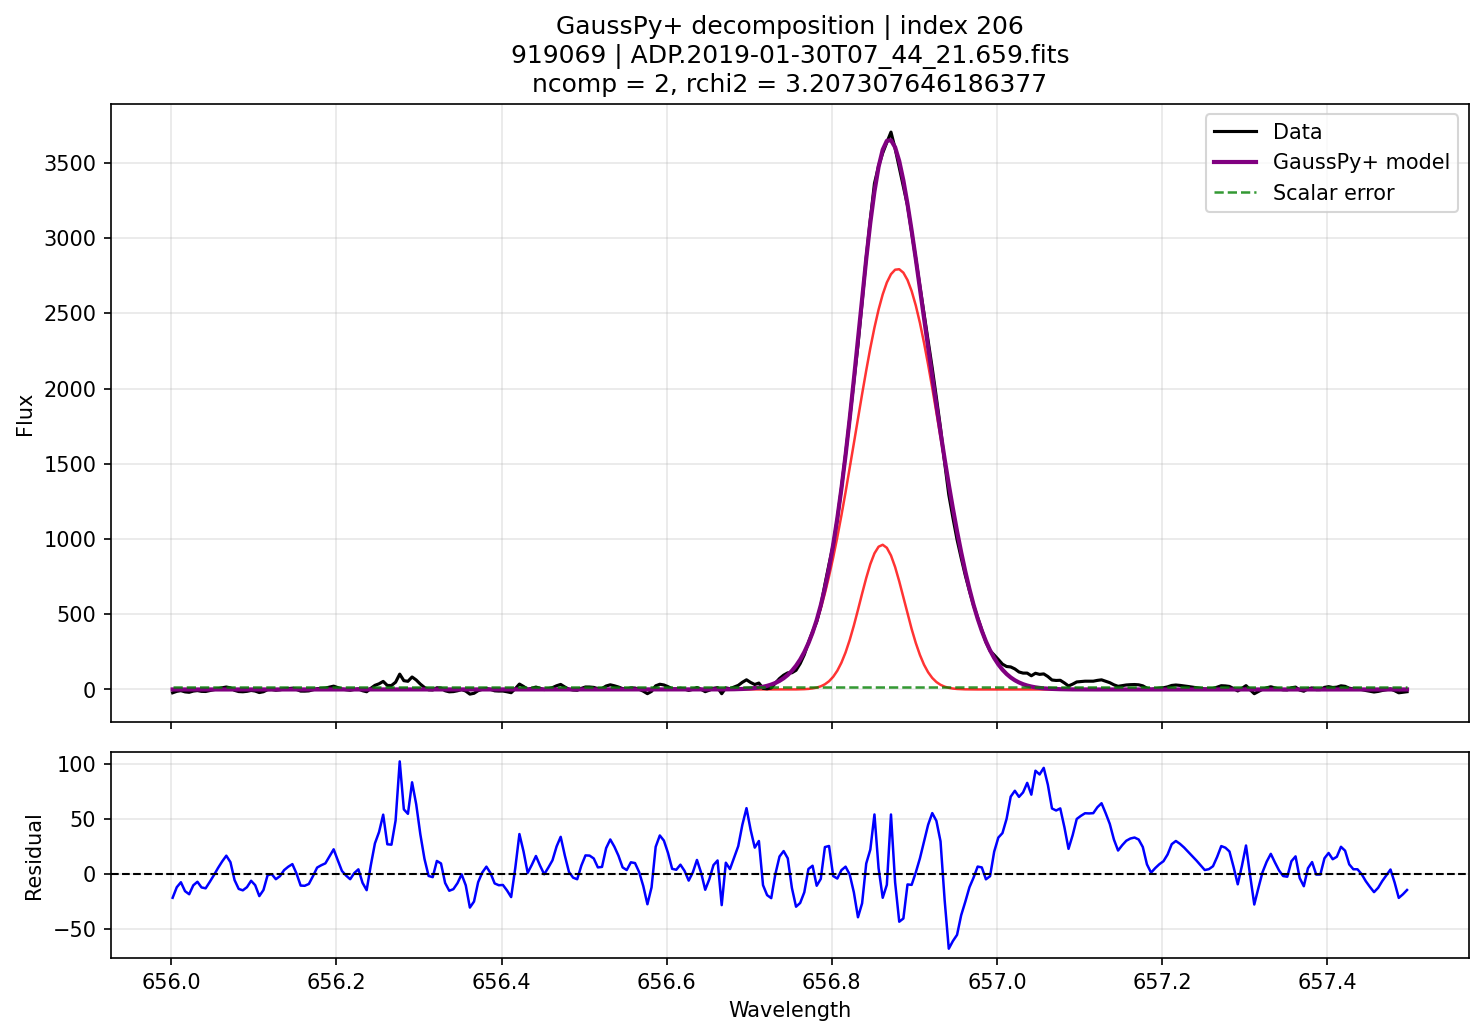 GaussPy+ decomposition | index 206
919069 | ADP.2019-01-30T07_44_21.659.fits
ncomp = 2, rchi2 = 3.207307646186377
Data
GaussPy+ model
Scalar error
3500
3000
2500
2000
1500
1000
500
0
Flux
100
50
0
−50
Residual
656.0 656.2 656.4 656.6 656.8 657.0 657.2 657.4
Wavelength